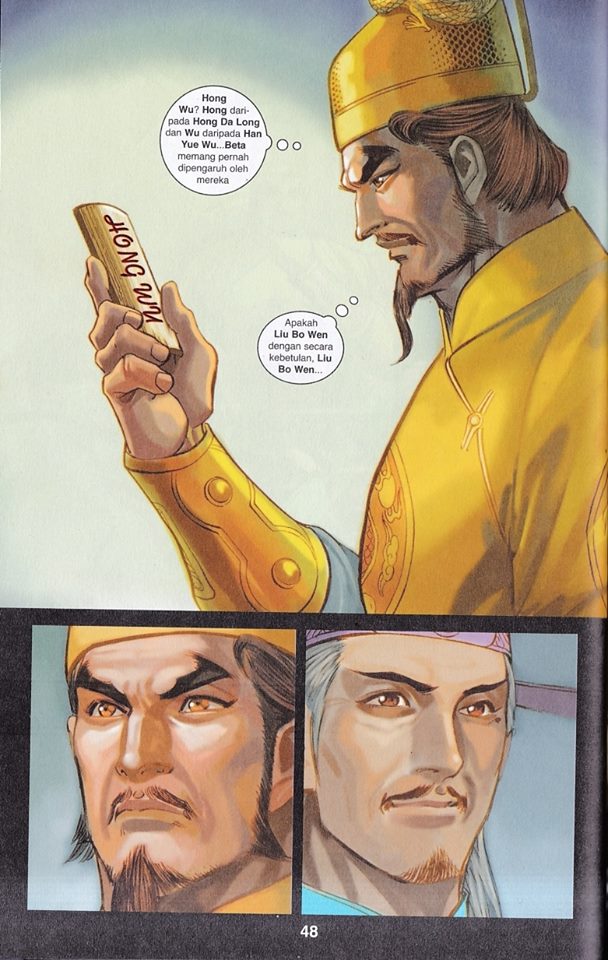 Hong
Wu? Hong dari-
pada Hong Da Long
dan Wu daripada Han
Yue Wu...Beta
memang pernah
dipengaruh oleh
mereka
HONG WU
Apakah
Liu Bo Wen
dengan secara
kebetulan, Liu
Bo Wen...
48